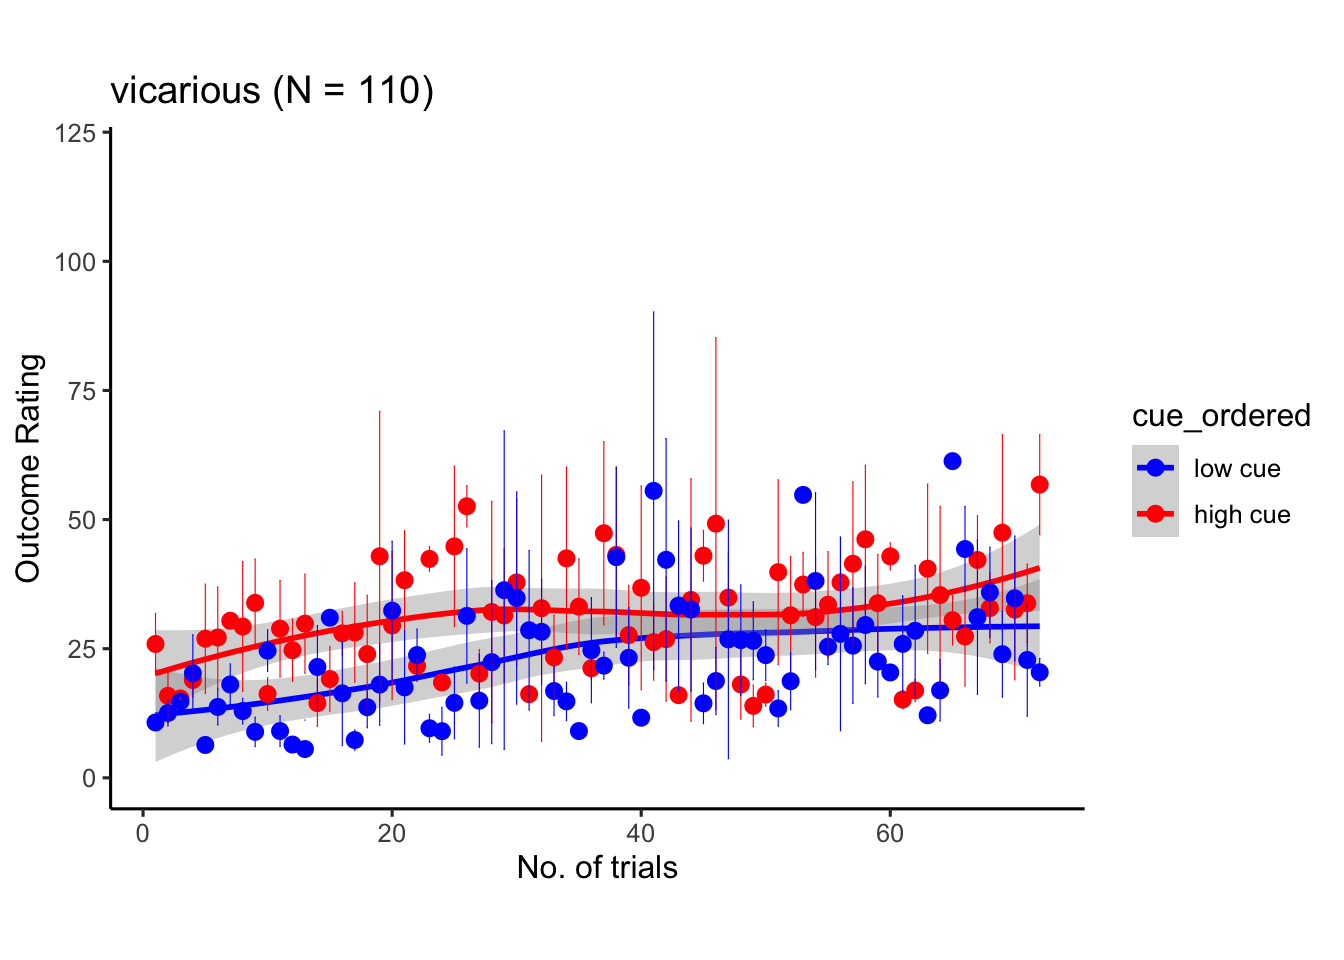 vicarious (N = 110)
125
100
75
50
25
0
Outcome Rating
0 20 40 60
No. of trials
cue_ordered
low cue
high cue